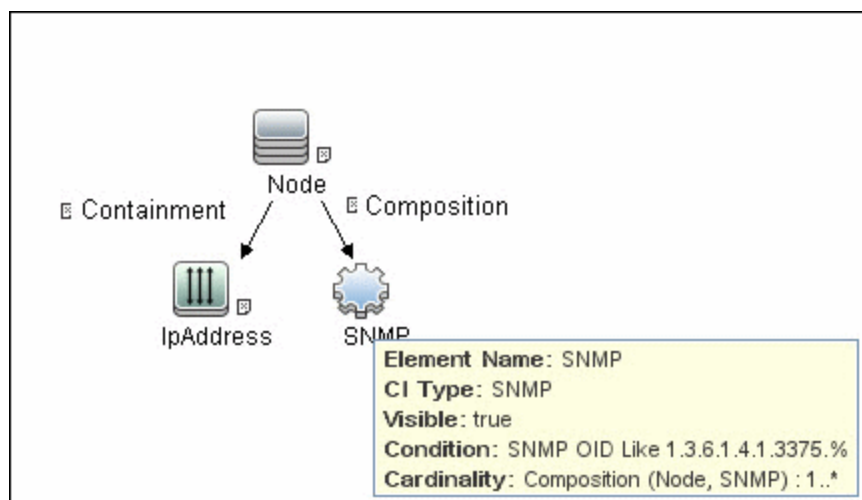 Node
Containment
Composition
IpAddress
SNMP
Element Name: SNMP
CI Type: SNMP
Visible: true
Condition: SNMP OID Like 1.3.6.1.4.1.3375.%
Cardinality: Composition (Node, SNMP) : 1..*